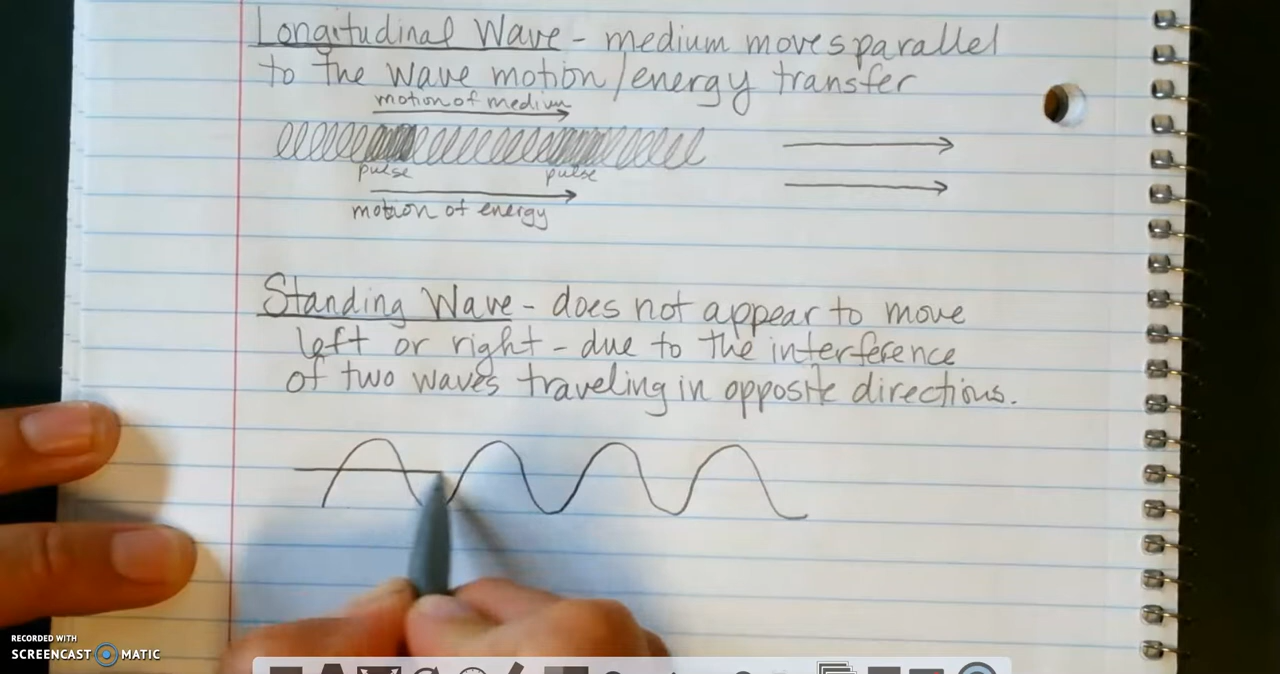 Longitudinal Wave - medium moves parallel
to the wave motion/energy transfer
motion of medium
pulse pulse
motion of energy
Standing Wave - does not appear to move
left or right - due to the interference
of two waves traveling in opposite directions.
RECORDED WITH
SCREENCAST MATIC